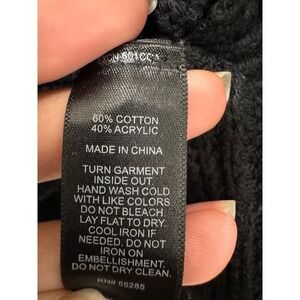 60% COTTON
40% ACRYLIC
MADE IN CHINA
TURN GARMENT
INSIDE OUT.
HAND WASH COLD
WITH LIKE COLORS.
DO NOT BLEACH.
LAY FLAT TO DRY.
COOL IRON IF
NEEDED. DO NOT
IRON ON
EMBELLISHMENT.
DO NOT DRY CLEAN.
RN# 55285